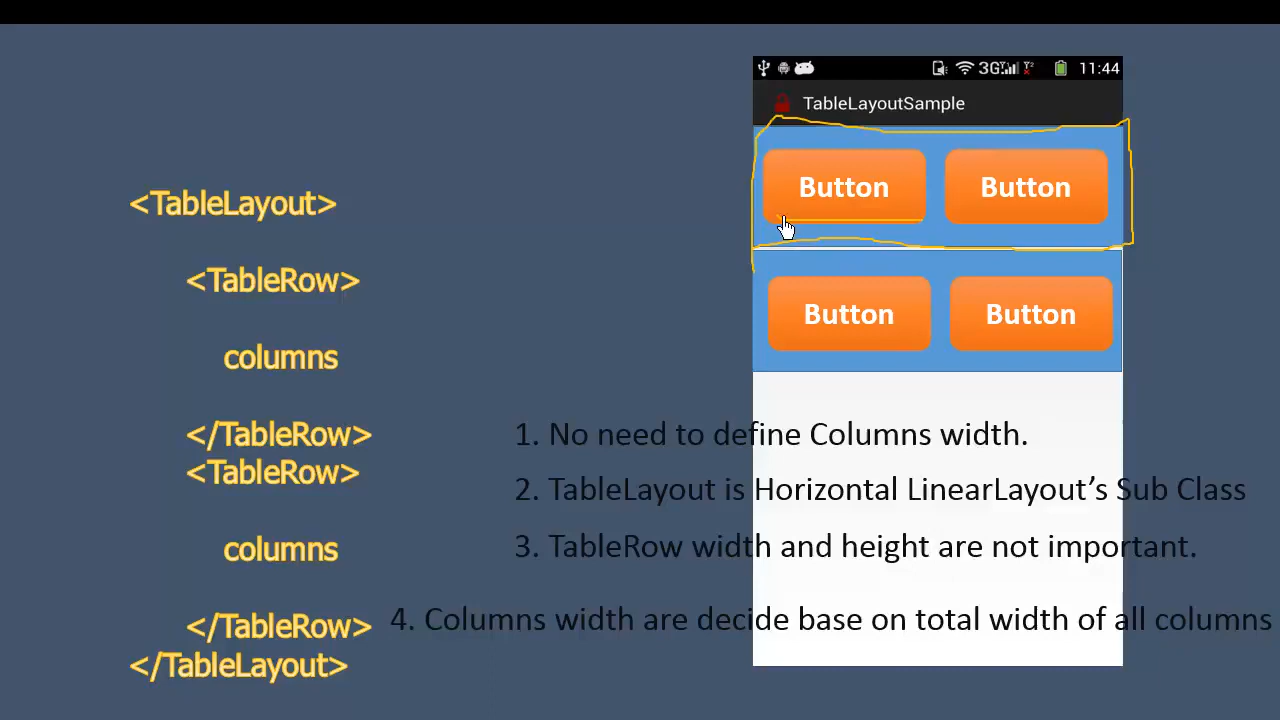 3G 11:44
TableLayoutSample
Button Button
Button Button
<TableLayout>
<TableRow>
columns
</TableRow>
<TableRow>
columns
</TableRow>
</TableLayout>
1. No need to define Columns width.
2. TableLayout is Horizontal LinearLayout’s Sub Class
3. TableRow width and height are not important.
4. Columns width are decide base on total width of all columns